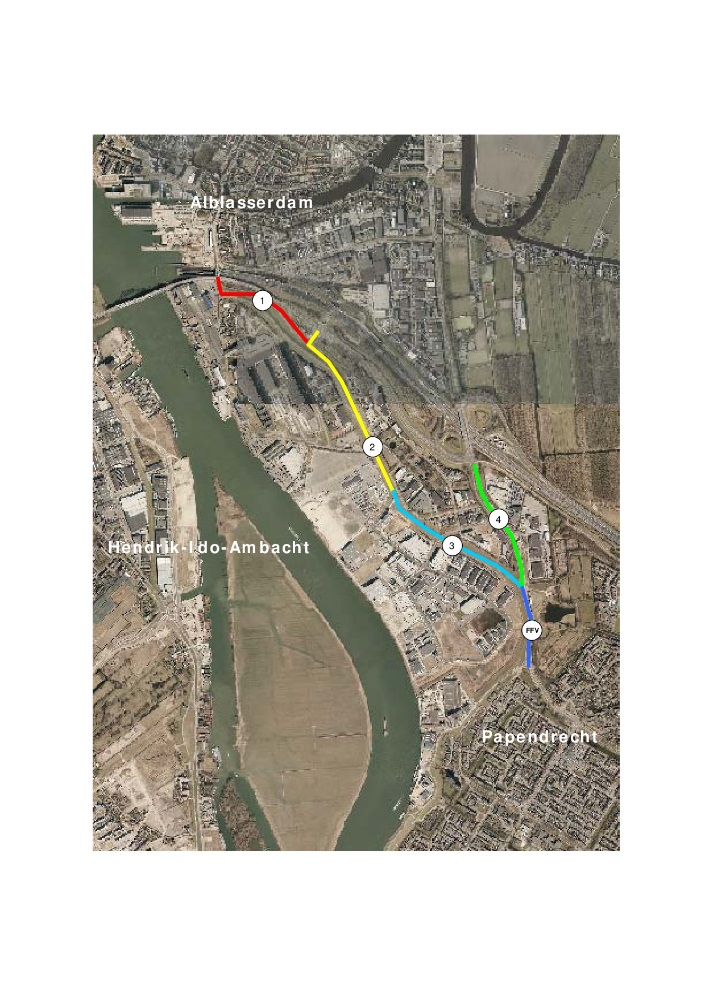 Alblasserdam
1
2
4
3
Hendrik-Ido-Ambacht
FFV
Papendrecht